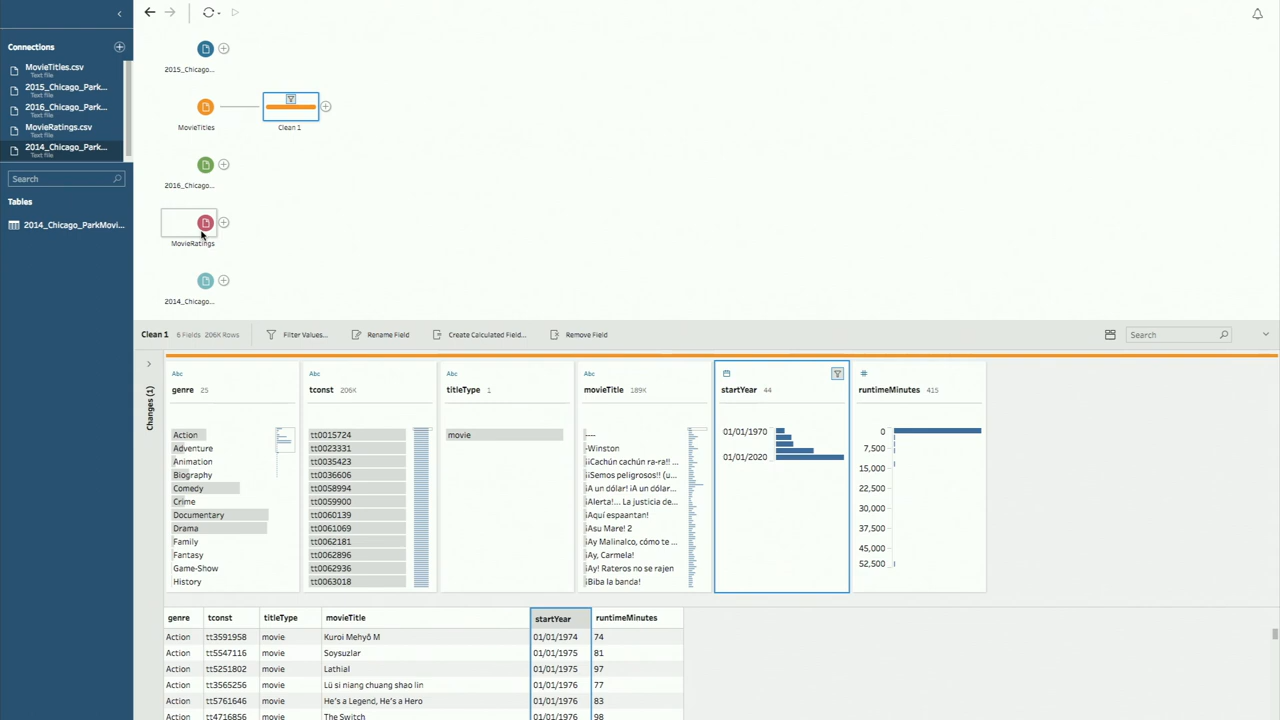 Connections
MovieTitles.csv
Text file
2015_Chicago_Park...
Text file
2016_Chicago_Park...
Text file
MovieRatings.csv
Text file
2014_Chicago_Park...
Text file
Search
Tables
2014_Chicago_ParkMovi...
2015_Chicago...
MovieTitles
Clean 1
2016_Chicago...
MovieRatings
2014_Chicago...
Clean 1 6 Fields 206K Rows Filter Values... Rename Field Create Calculated Field... Remove Field Search
Changes (1)
Abc
genre 25
Action
Adventure
Animation
Biography
Comedy
Crime
Documentary
Drama
Family
Fantasy
Game-Show
History
Abc
tconst 206K
tt0015724
tt0023331
tt0035423
tt0036606
tt0058994
tt0059900
tt0060139
tt0061069
tt0062181
tt0062896
tt0062936
tt0063018
Abc
titleType 1
movie
Abc
movieTitle 189K
----
-Winston
¡¡Cachún cachún ra-ra!! ...
¡¡Semos peligrosos!! (u...
¡A un dólar! ¡A un dólar...
¡Alerta!... La justicia de...
¡Aquí espaantan!
¡Asu Mare! 2
¡Ay Malinalco, cómo te ...
¡Ay, Carmela!
¡Ay! Rateros no se rajen
¡Biba la banda!
startYear 44
01/01/1970
01/01/2020
#
runtimeMinutes 415
0
7,500
15,000
22,500
30,000
37,500
45,000
52,500
genre tconst titleType movieTitle startYear runtimeMinutes
Action tt3591958 movie Kuroi Mehyô M 01/01/1974 74
Action tt5547116 movie Soysuzlar 01/01/1975 81
Action tt5251802 movie Lathial 01/01/1975 97
Action tt3565256 movie Lü si niang chuang shao lin 01/01/1976 77
Action tt5761646 movie He's a Legend, He's a Hero 01/01/1976 83
Action tt4716856 movie The Switch 01/01/1976 98